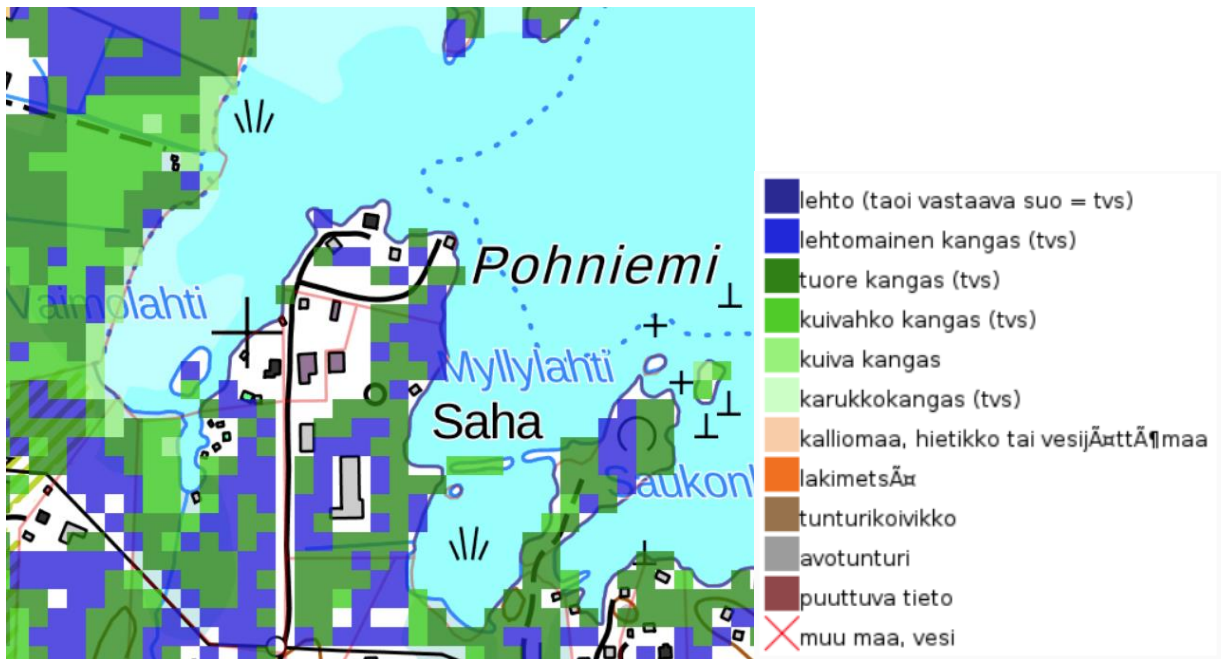 Pohniemi
Vaimolahti
Myllylahti
Saha
Saukonl
lehto (taoi vastaava suo = tvs)
lehtomainen kangas (tvs)
tuore kangas (tvs)
kuivahko kangas (tvs)
kuiva kangas
karukkokangas (tvs)
kalliomaa, hietikko tai vesijÃ¤ttÃ¶maa
lakimetsÃ¤
tunturikoivikko
avotunturi
puuttuva tieto
muu maa, vesi